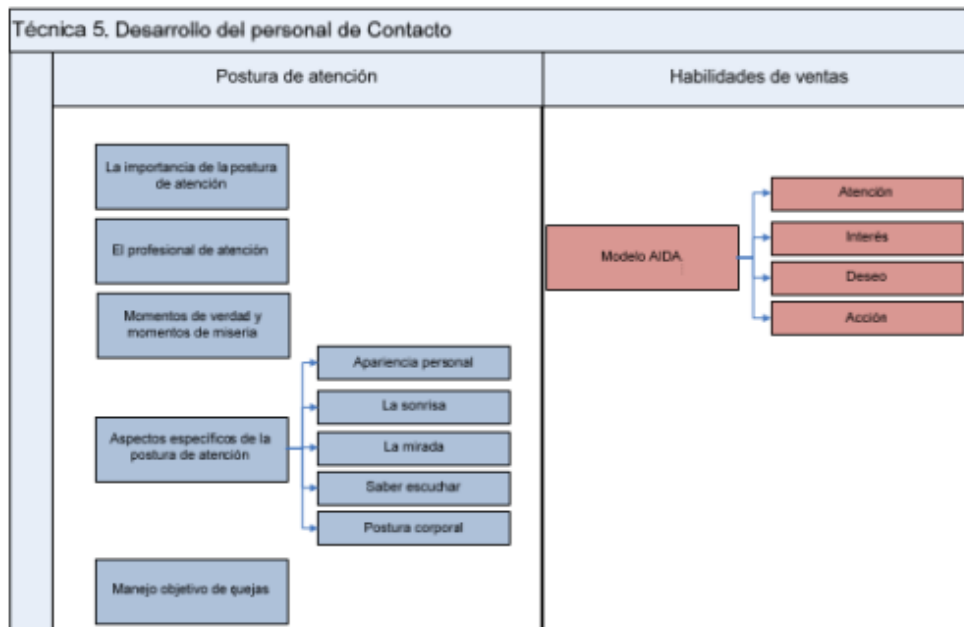 Técnica 5. Desarrollo del personal de Contacto
Postura de atención
Habilidades de ventas
La importancia de la postura
de atención
El profesional de atención
Momentos de verdad y
momentos de miseria
Aspectos específicos de la
postura de atención
Apariencia personal
La sonrisa
La mirada
Saber escuchar
Postura corporal
Manejo objetivo de quejas
Modelo AIDA
Atención
Interés
Deseo
Acción